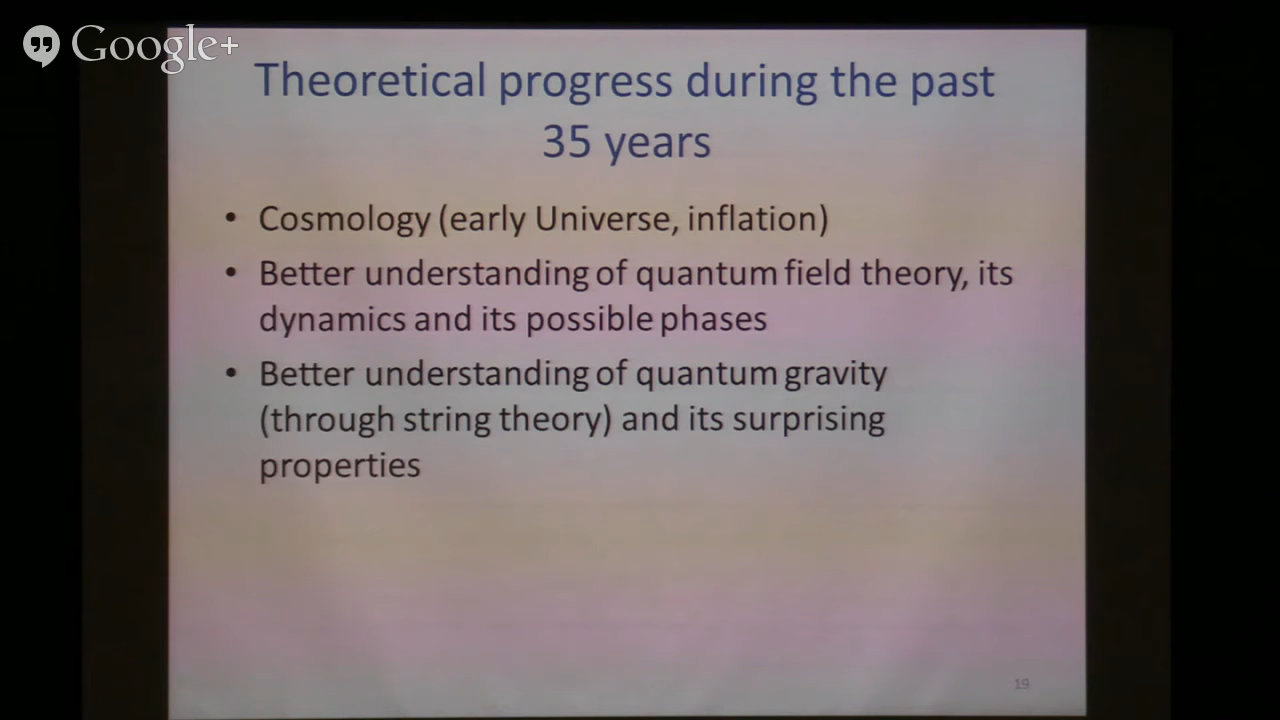 Google+
Theoretical progress during the past
35 years
• Cosmology (early Universe, inflation)
• Better understanding of quantum field theory, its
dynamics and its possible phases
• Better understanding of quantum gravity
(through string theory) and its surprising
properties
19